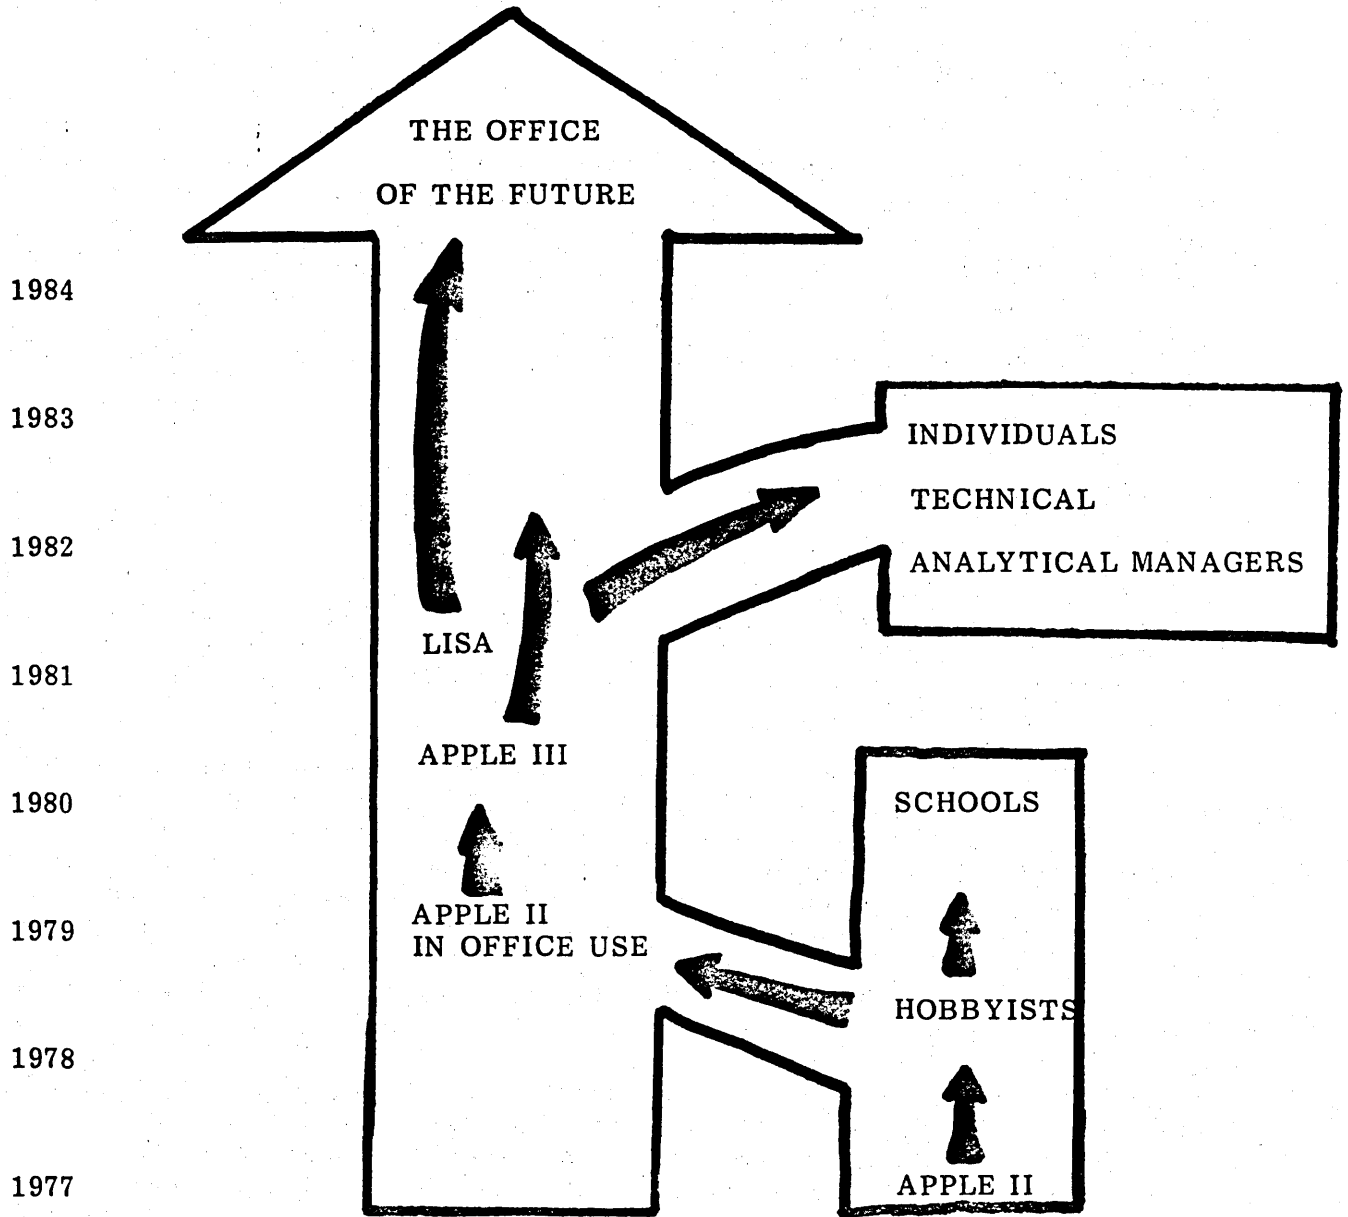 THE OFFICE
OF THE FUTURE
1984
1983
INDIVIDUALS
TECHNICAL
1982
ANALYTICAL MANAGERS
LISA
1981
APPLE III
1980
SCHOOLS
APPLE II
1979
IN OFFICE USE
HOBBYISTS
1978
1977
APPLE II